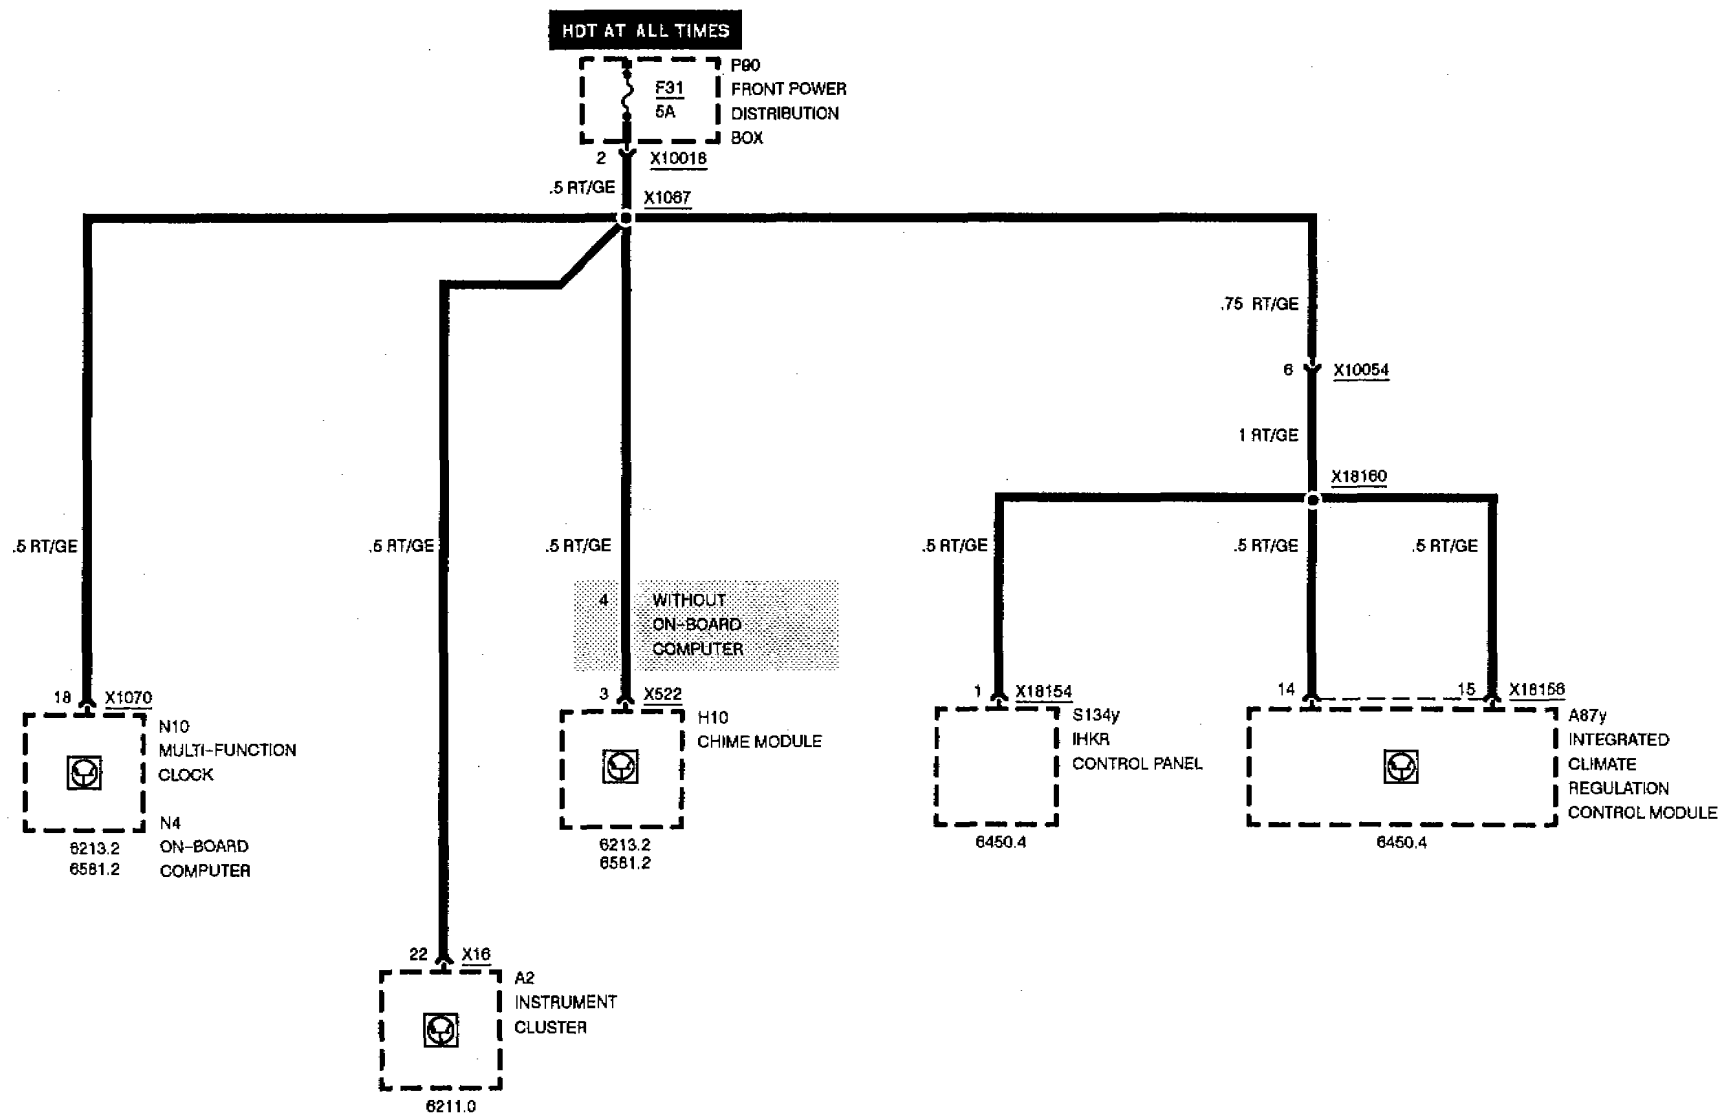 HOT AT ALL TIMES
F31
5A
P90
FRONT POWER
DISTRIBUTION
BOX
2 X10018
.5 RT/GE
X1067
.75 RT/GE
6 X10054
1 RT/GE
X18160
.5 RT/GE
.5 RT/GE
.5 RT/GE
.5 RT/GE
.5 RT/GE
.5 RT/GE
4 WITHOUT
ON-BOARD
COMPUTER
18 X1070
N10
MULTI-FUNCTION
CLOCK
N4
ON-BOARD
COMPUTER
6213.2
6581.2
3 X522
H10
CHIME MODULE
6213.2
6581.2
1 X18154
S134y
IHKR
CONTROL PANEL
6450.4
14
15 X18156
A87y
INTEGRATED
CLIMATE
REGULATION
CONTROL MODULE
6450.4
22 X16
A2
INSTRUMENT
CLUSTER
6211.0